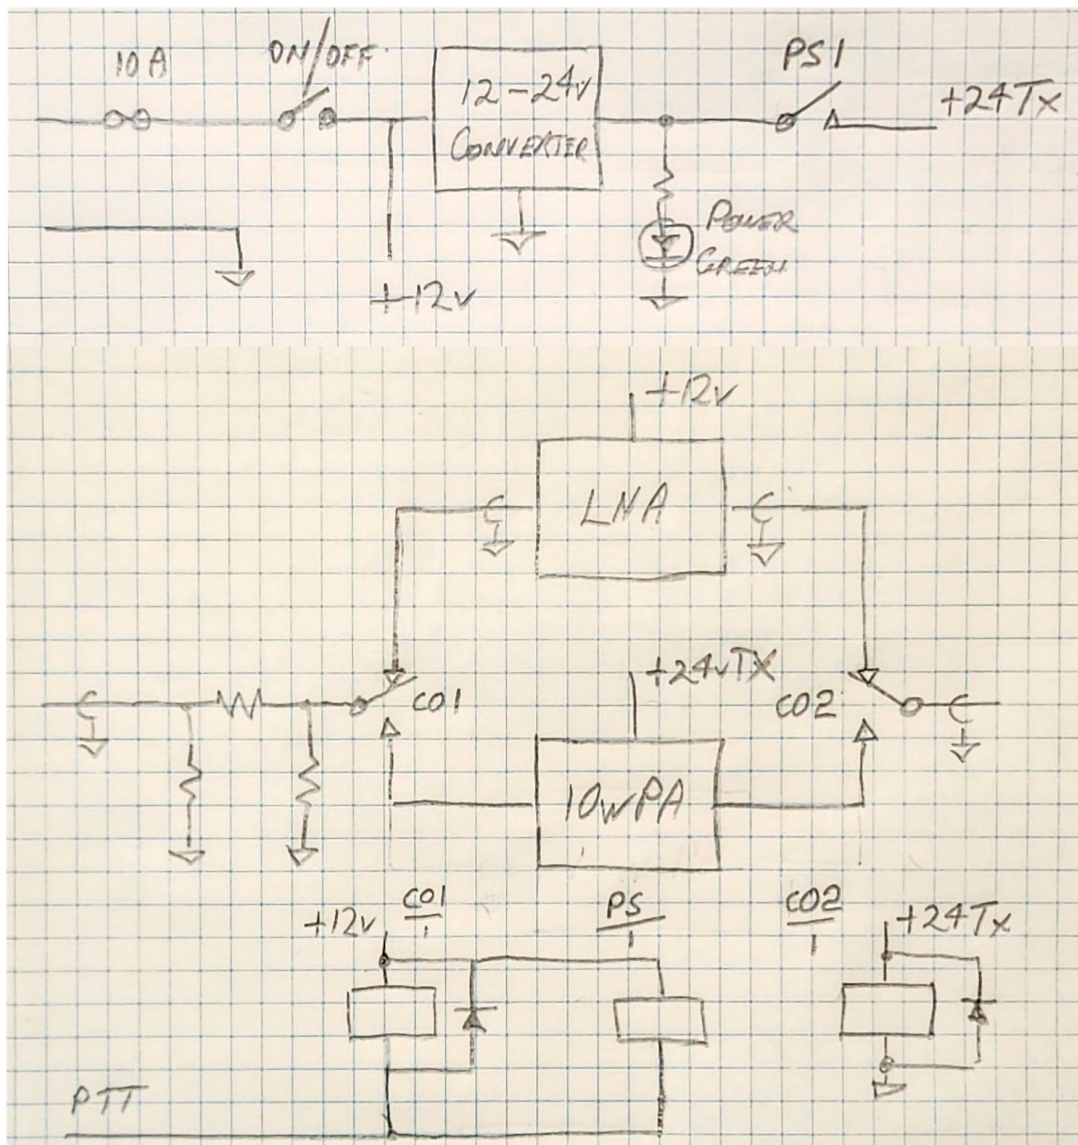 10A
ON/OFF
12-24v
CONVERTER
PS1
+24Tx
POWER
GREEN
+12v
+12v
LNA
+24vTX
CO1
CO2
10wPA
+12v
CO1
1
PS
1
CO2
1
+24Tx
PTT